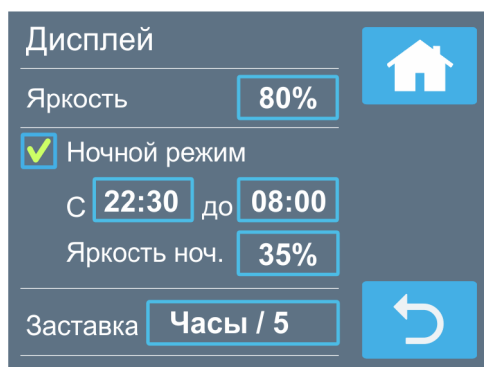 Дисплей
Яркость 80%
Ночной режим
С 22:30 до 08:00
Яркость ноч. 35%
Заставка Часы / 5